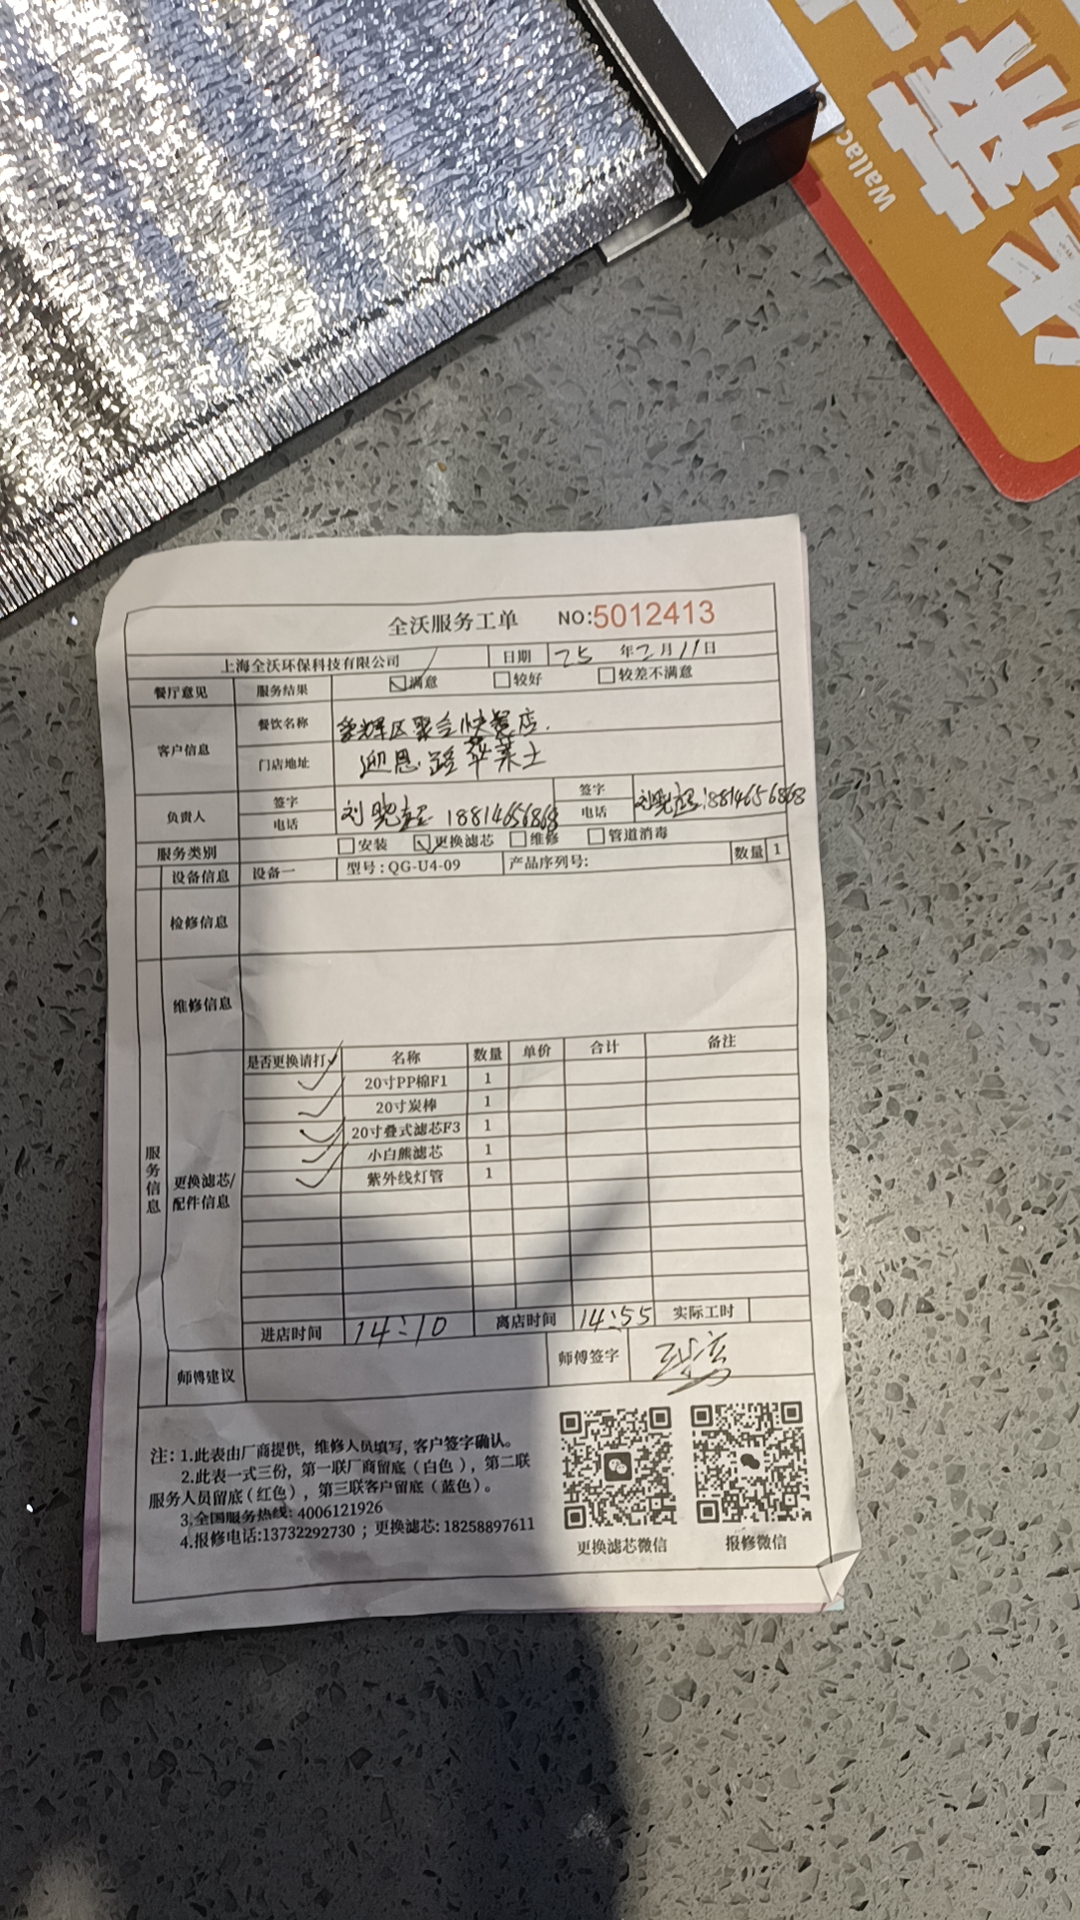 Wallac
华莱
全沃服务工单 NO:5012413
上海全沃环保科技有限公司 日期 25 年2月11日
餐厅意见 服务结果 ☑满意 □较好 □较差不满意
客户信息 餐饮名称 区聚合快餐店.
门店地址 迎恩路华莱士
负责人 签字 刘 签字 刘
电话 18814656868 电话 18814656868
服务类别 □安装 ☑更换滤芯 □维修 □管道消毒
设备信息 设备一 型号:QG-U4-09 产品序列号: 数量 1
检修信息
维修信息
服务信息
更换滤芯/配件信息
是否更换请打✓ 名称 数量 单价 合计 备注
✓ 20寸PP棉F1 1
✓ 20寸炭棒 1
✓ 20寸叠式滤芯F3 1
✓ 小白熊滤芯 1
✓ 紫外线灯管 1
进店时间 14:10 离店时间 14:55 实际工时
师傅建议 师傅签字
注: 1.此表由厂商提供, 维修人员填写, 客户签字确认。
2.此表一式三份, 第一联厂商留底(白色), 第二联
服务人员留底(红色), 第三联客户留底(蓝色)。
3.全国服务热线: 4006121926
4.报修电话:13732292730 ; 更换滤芯: 18258897611
更换滤芯微信 报修微信